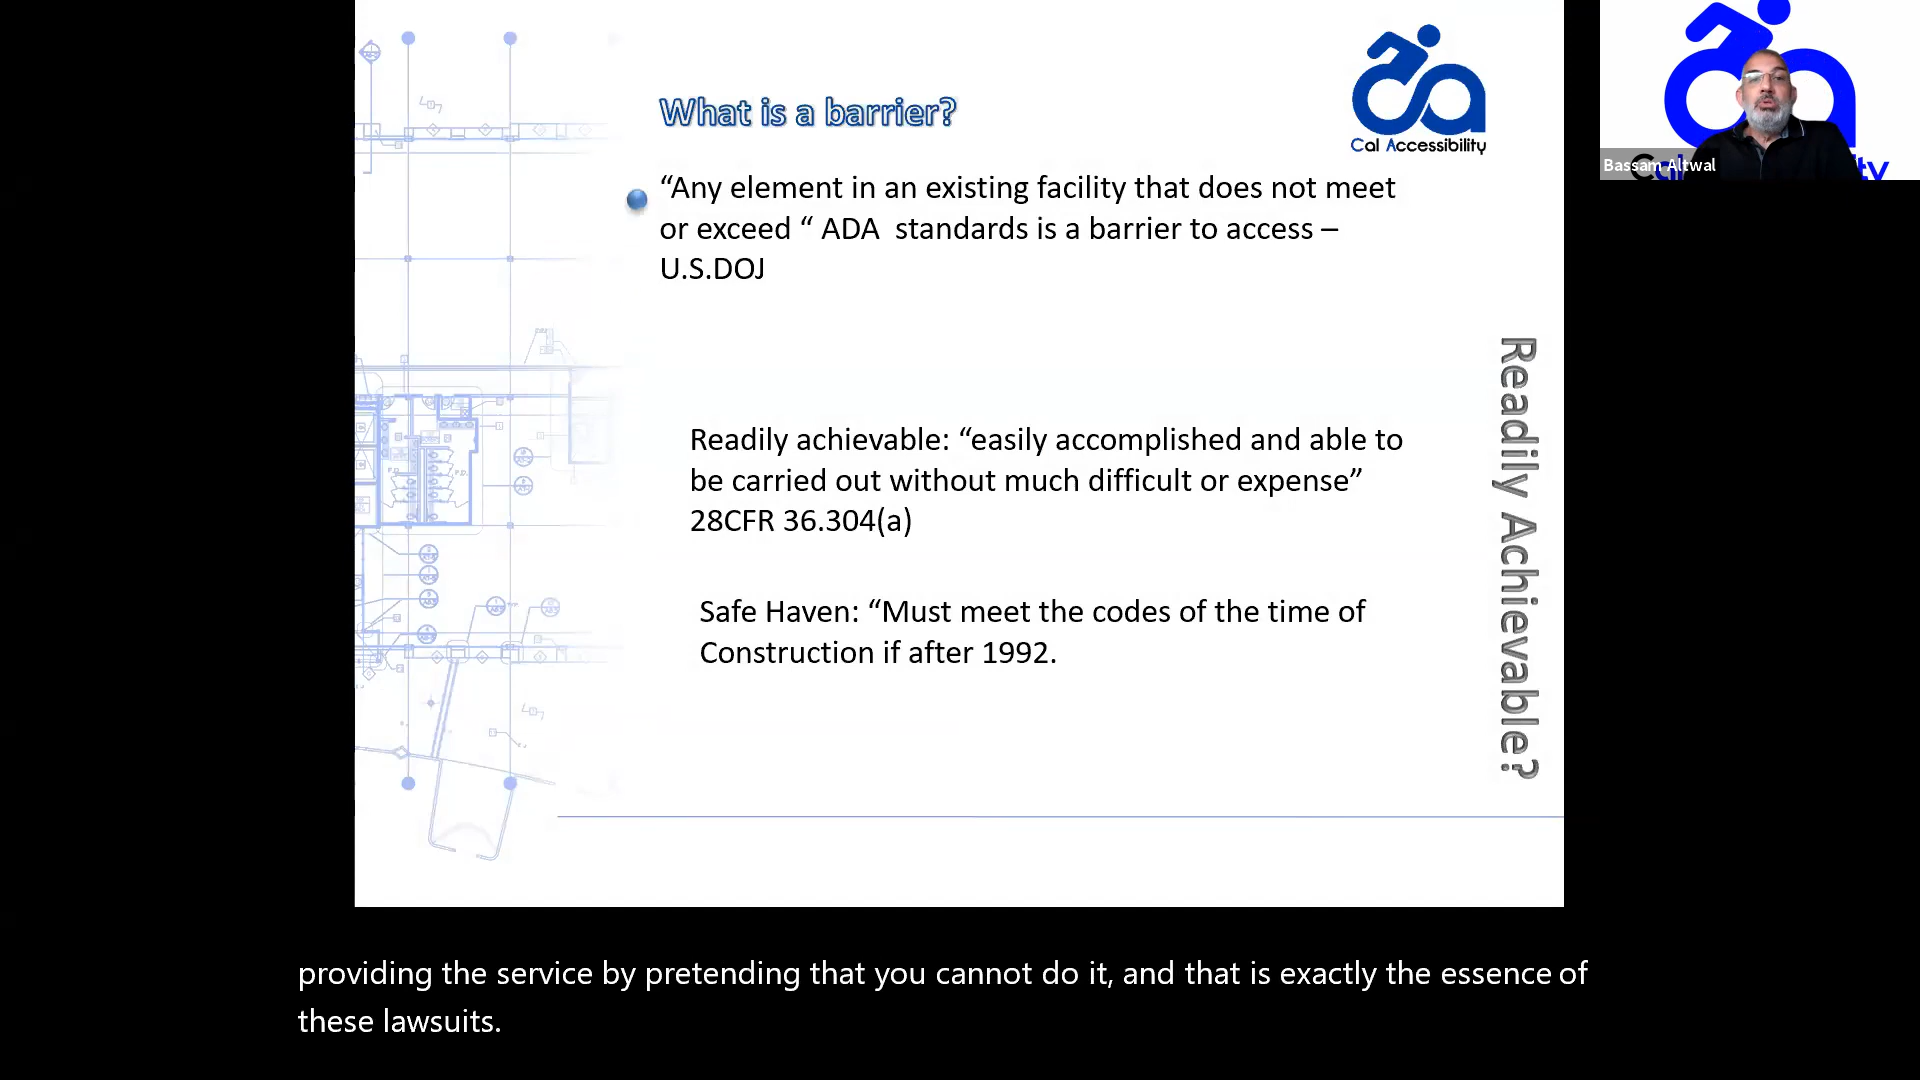 What is a barrier?
Cal Accessibility
“Any element in an existing facility that does not meet
or exceed “ ADA standards is a barrier to access –
U.S.DOJ
Readily achievable: “easily accomplished and able to
be carried out without much difficult or expense”
28CFR 36.304(a)
Safe Haven: “Must meet the codes of the time of
Construction if after 1992.
Readily Achievable?
Bassam Altwal
providing the service by pretending that you cannot do it, and that is exactly the essence of
these lawsuits.